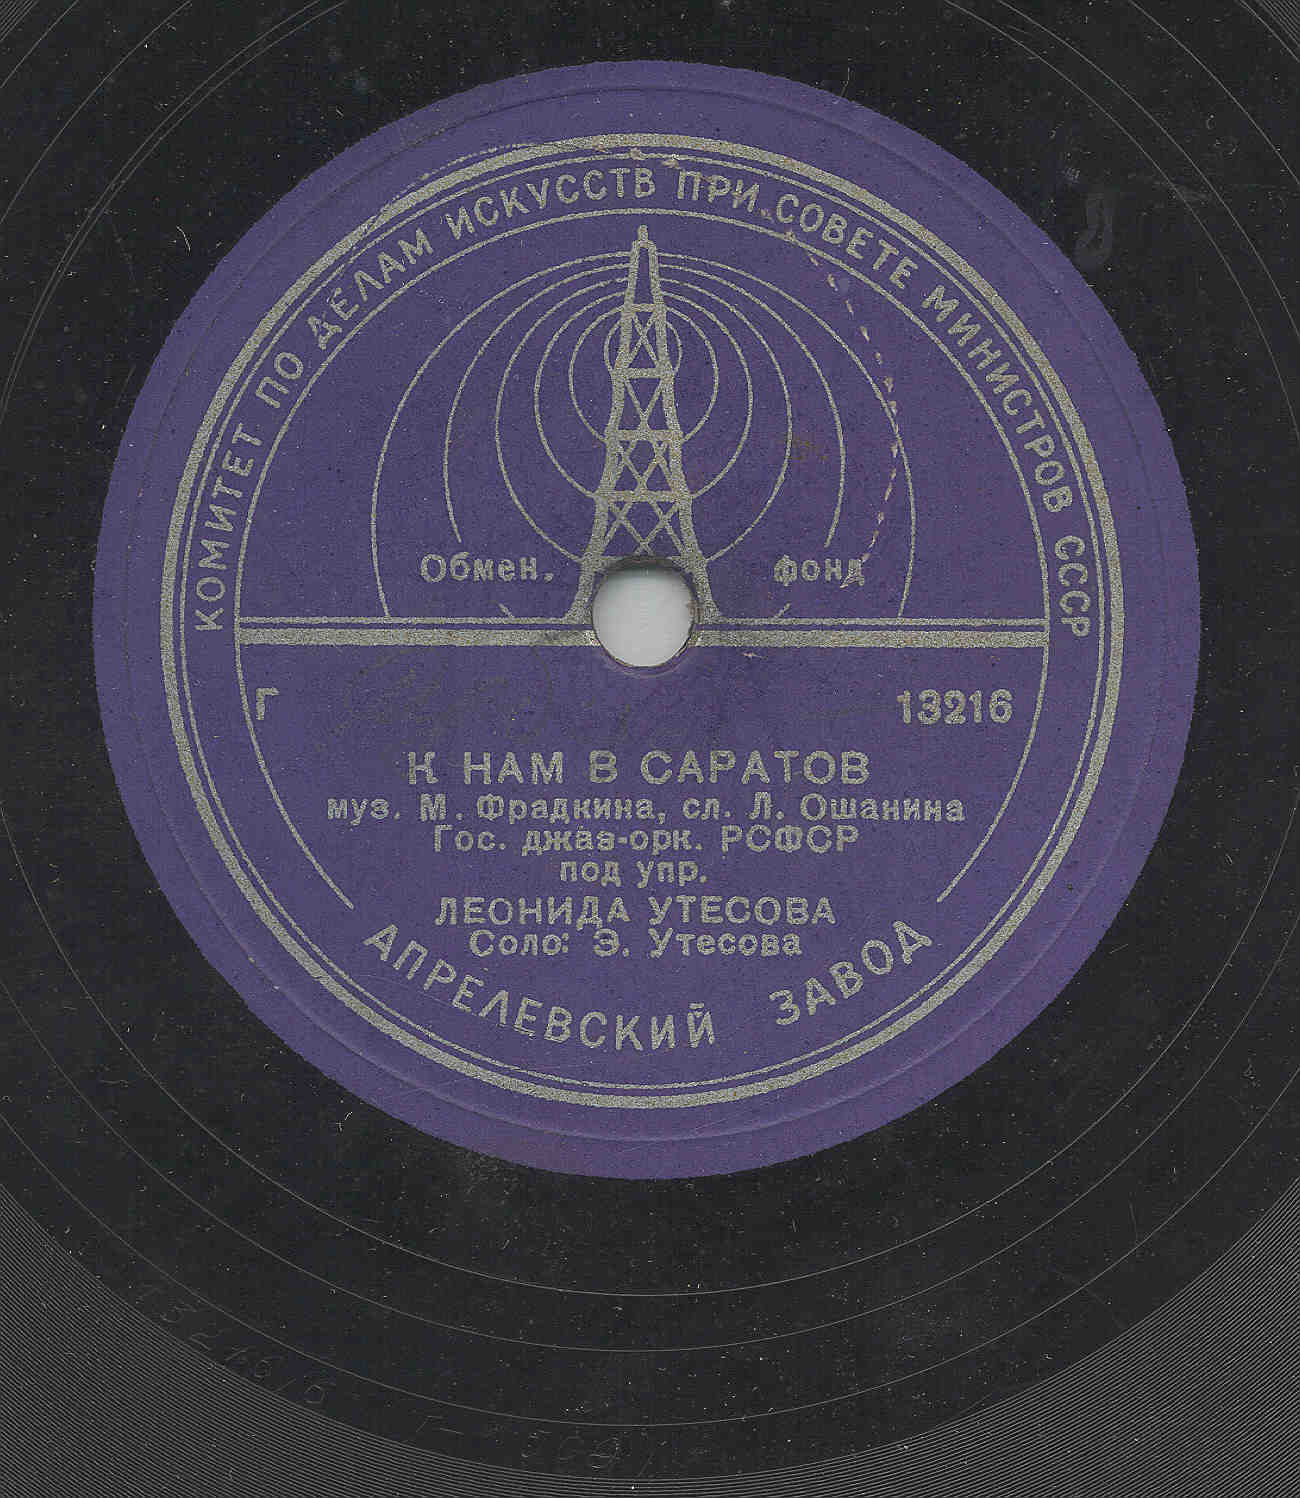 КОМИТЕТ ПО ДЕЛАМ ИСКУССТВ ПРИ СОВЕТЕ МИНИСТРОВ СССР
Обмен. фонд
Г 13216
К НАМ В САРАТОВ
муз. М. Фрадкина, сл. Л. Ошанина
Гос. джаз-орк. РСФСР
под упр.
ЛЕОНИДА УТЕСОВА
Соло: Э. Утесова
АПРЕЛЕВСКИЙ ЗАВОД